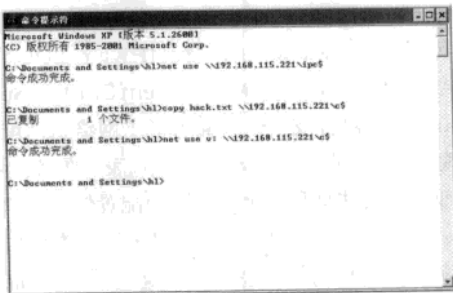 命令提示符
Microsoft Windows XP [版本 5.1.2600]
(C) 版权所有 1985-2001 Microsoft Corp.
C:\Documents and Settings\hl>net use \\192.168.115.221\ipc$
命令成功完成。
C:\Documents and Settings\hl>copy hack.txt \\192.168.115.221\c$
已复制 1 个文件。
C:\Documents and Settings\hl>net use v: \\192.168.115.221\c$
命令成功完成。
C:\Documents and Settings\hl>